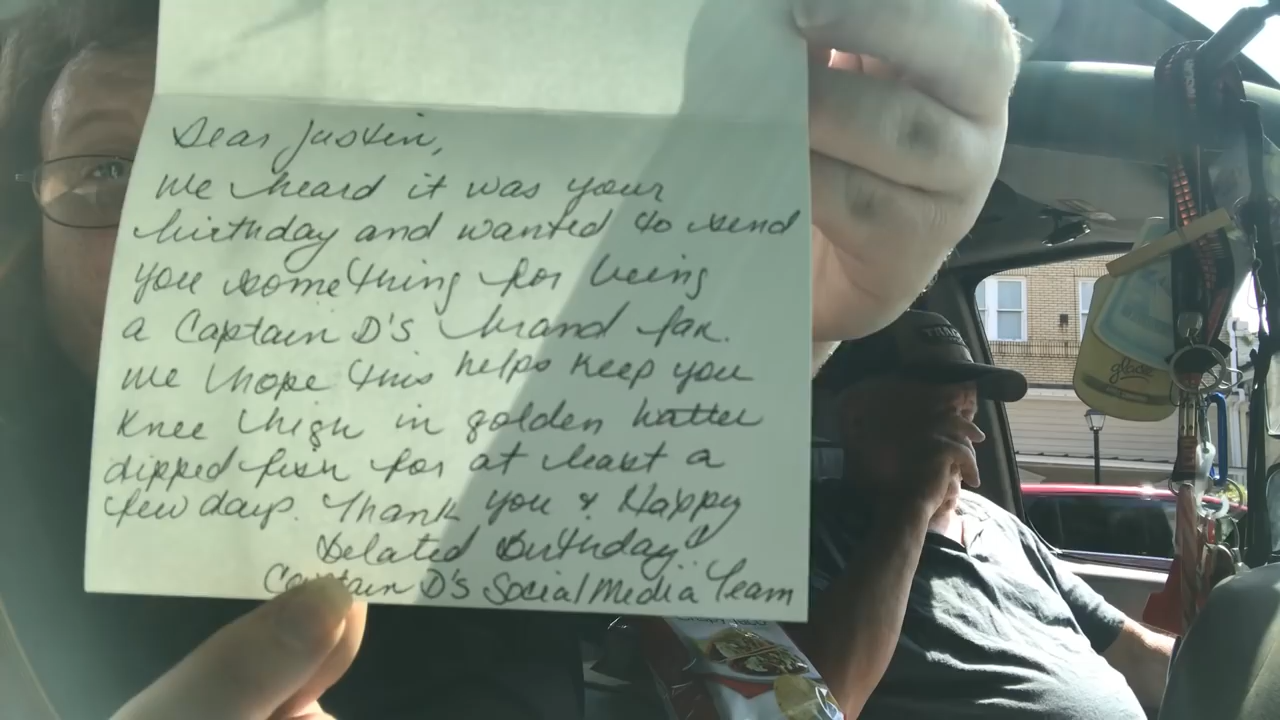 Dear Justin,
We heard it was your
birthday and wanted to send
you something for being
a Captain D's brand fan.
We hope this helps keep you
knee high in golden batter
dipped fish for at least a
few days. Thank you & Happy
Belated Birthday!
Captain D's Social Media Team
glade